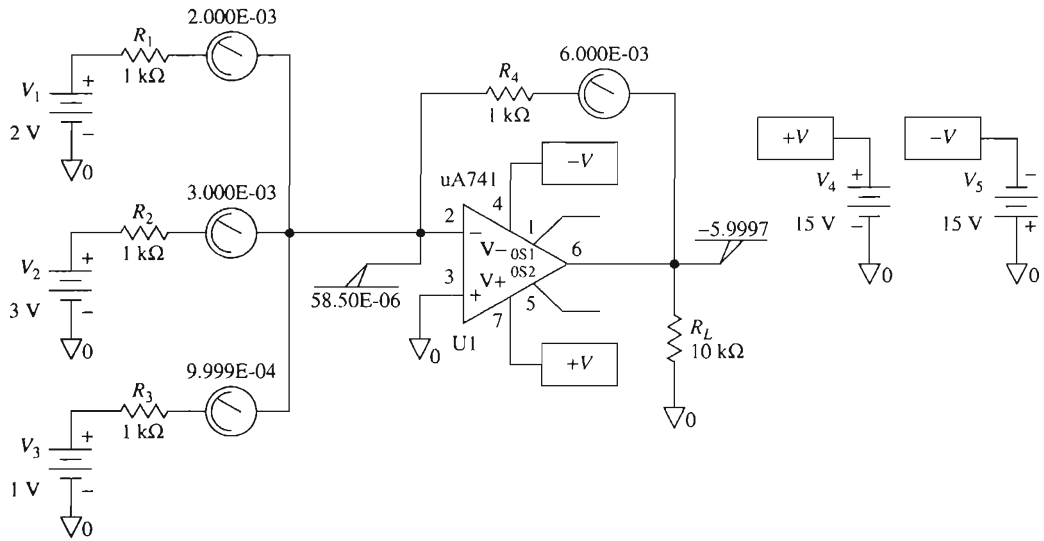 2.000E-03
R1
1 kΩ
V1
+
2 V
−
0
3.000E-03
R2
1 kΩ
V2
+
3 V
−
0
9.999E-04
R3
1 kΩ
V3
+
1 V
−
0
6.000E-03
R4
1 kΩ
−V
uA741
4
2
−
1
V− 0S1
6
3
V+ 0S2
+
5
7
U1
0
58.50E-06
+V
−5.9997
RL
10 kΩ
0
+V
+
V4
15 V
−
0
−V
−
V5
15 V
+
0